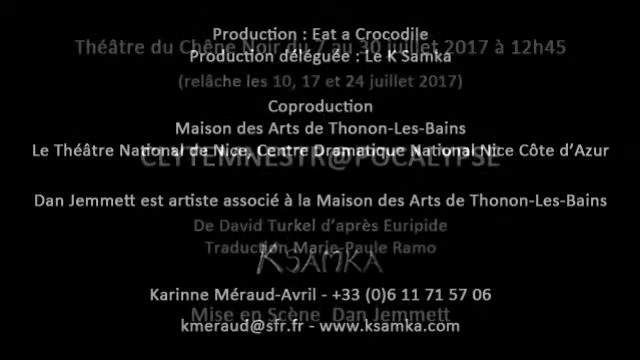 Production : Eat a Crocodile
Théâtre du Chêne Noir du 7 au 30 juillet 2017 à 12h45
Production déléguée : Le K Samka
(relâche les 10, 17 et 24 juillet 2017)
Coproduction
Maison des Arts de Thonon-Les-Bains
Le Théâtre National de Nice, Centre Dramatique National Nice Côte d’Azur
CLYTEMNESTR@POCALYPSE
Dan Jemmett est artiste associé à la Maison des Arts de Thonon-Les-Bains
De David Turkel d’après Euripide
Traduction Marie-Paule Ramo
KSAMKA
Karinne Méraud-Avril - +33 (0)6 11 71 57 06
Mise en Scène Dan Jemmett
kmeraud@sfr.fr - www.ksamka.com